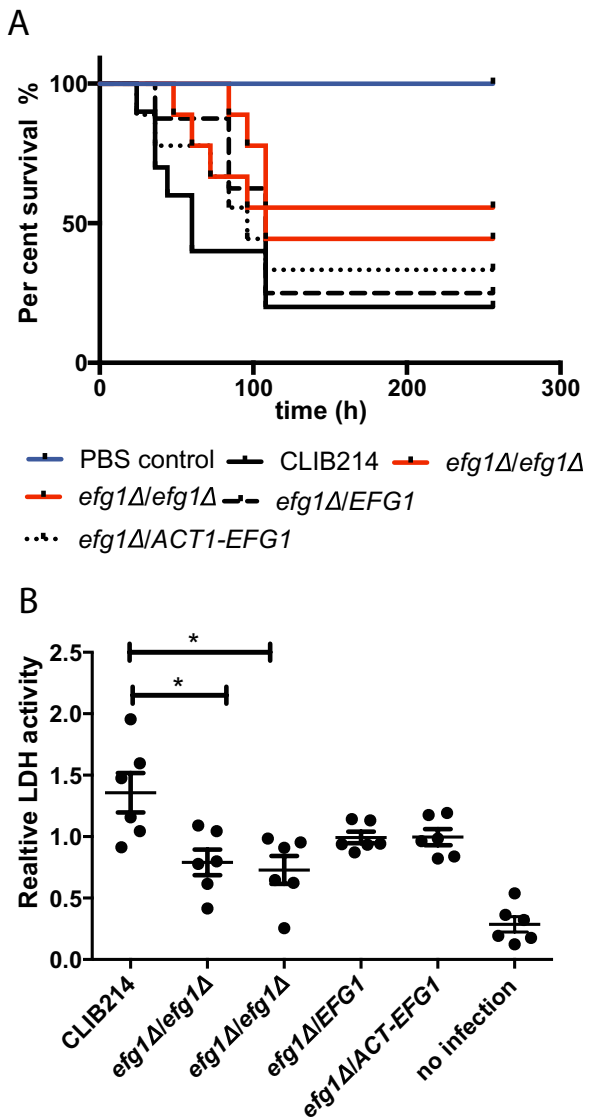 A
Per cent survival %
100
50
0
0 100 200 300
time (h)
PBS control CLIB214 efg1Δ/efg1Δ
efg1Δ/efg1Δ efg1Δ/EFG1
efg1Δ/ACT1-EFG1
B
Realtive LDH activity
2.5
2.0
1.5
1.0
0.5
0.0
*
*
CLIB214
efg1Δ/efg1Δ
efg1Δ/efg1Δ
efg1Δ/EFG1
efg1Δ/ACT-EFG1
no infection